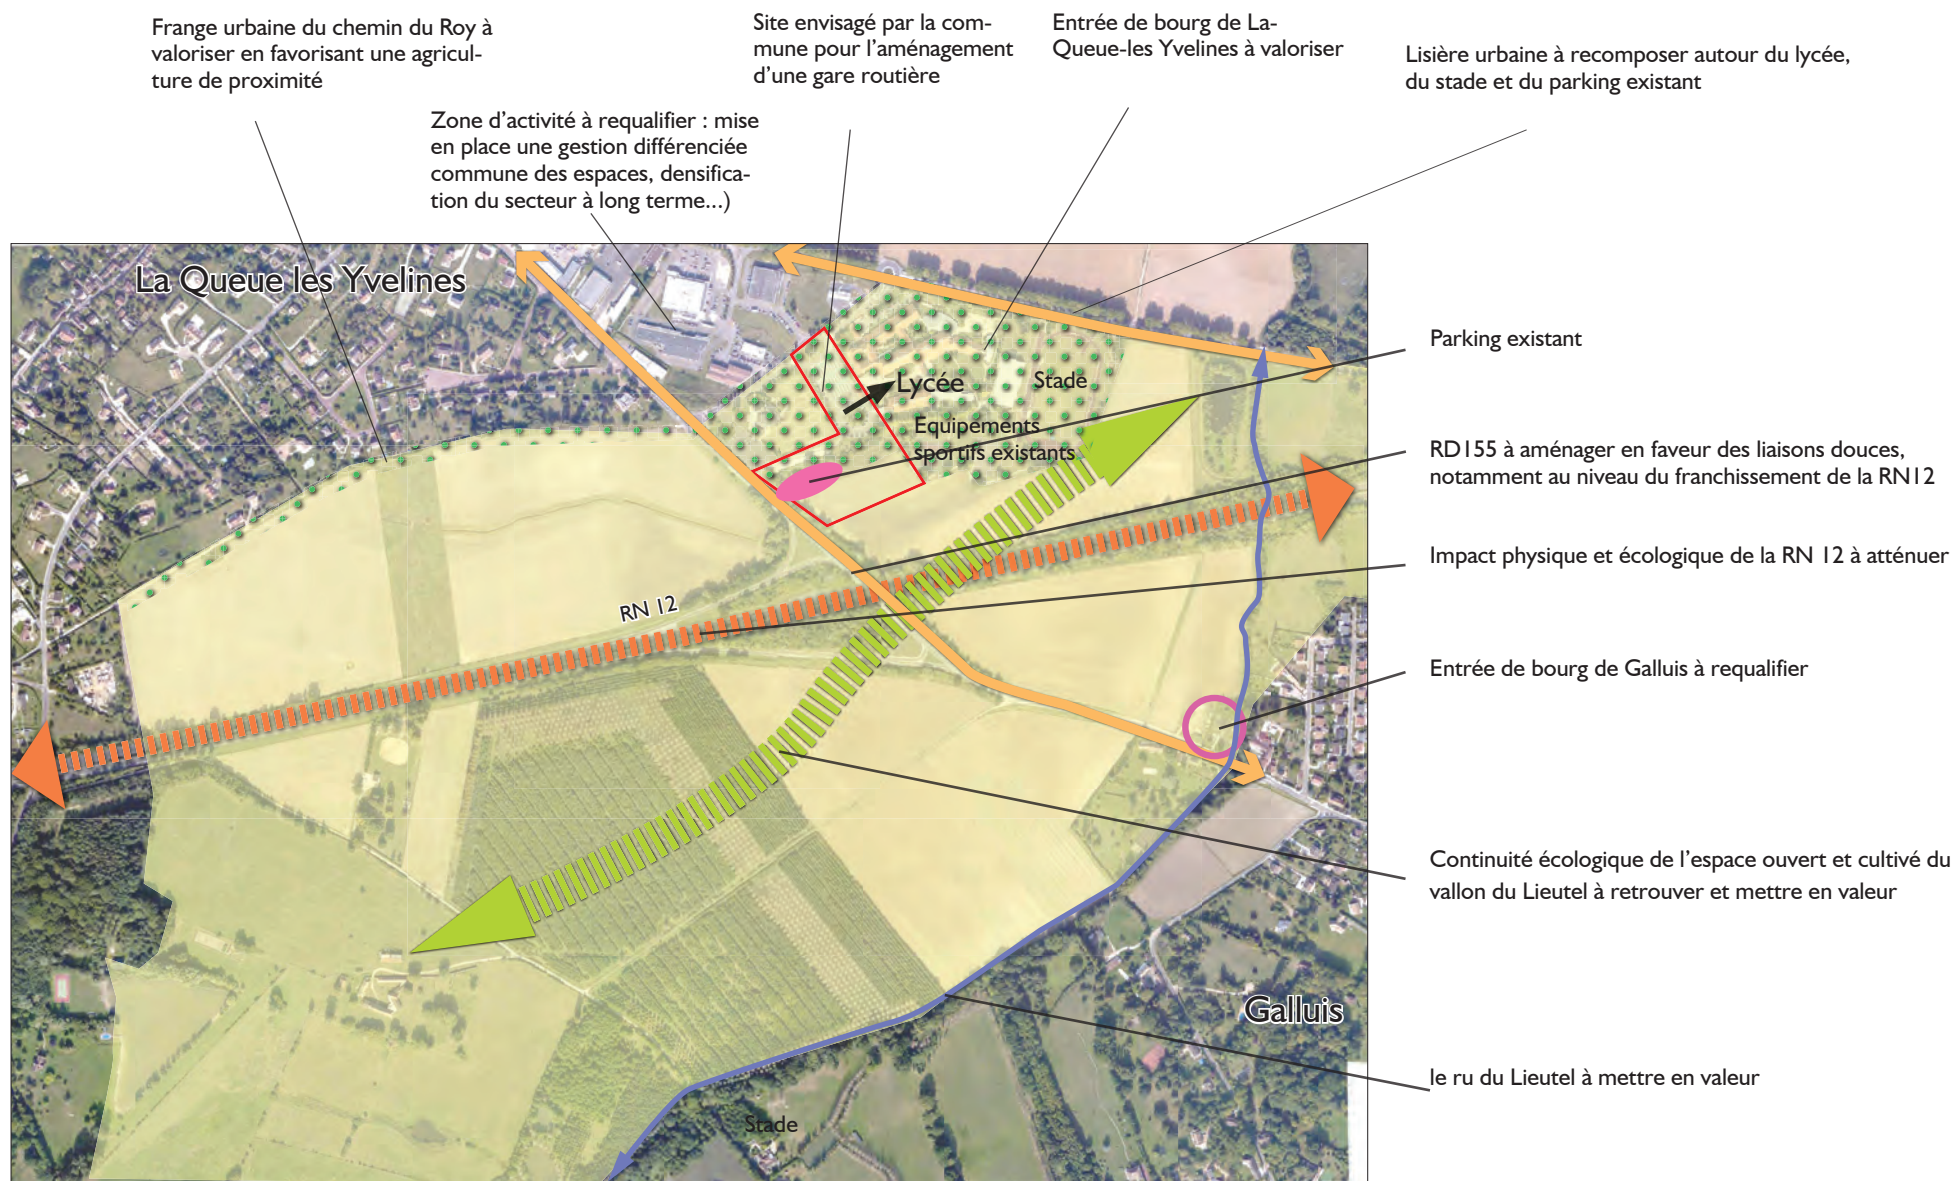 Frange urbaine du chemin du Roy à
valoriser en favorisant une agricul-
ture de proximité
Zone d’activité à requalifier : mise
en place une gestion différenciée
commune des espaces, densifica-
tion du secteur à long terme...)
Site envisagé par la com-
mune pour l’aménagement
d’une gare routière
Entrée de bourg de La-
Queue-les Yvelines à valoriser
Lisière urbaine à recomposer autour du lycée,
du stade et du parking existant
La Queue les Yvelines
Lycée
Stade
Equipements
sportifs existants
RN 12
Galluis
Stade
Parking existant
RD155 à aménager en faveur des liaisons douces,
notamment au niveau du franchissement de la RN12
Impact physique et écologique de la RN 12 à atténuer
Entrée de bourg de Galluis à requalifier
Continuité écologique de l’espace ouvert et cultivé du
vallon du Lieutel à retrouver et mettre en valeur
le ru du Lieutel à mettre en valeur